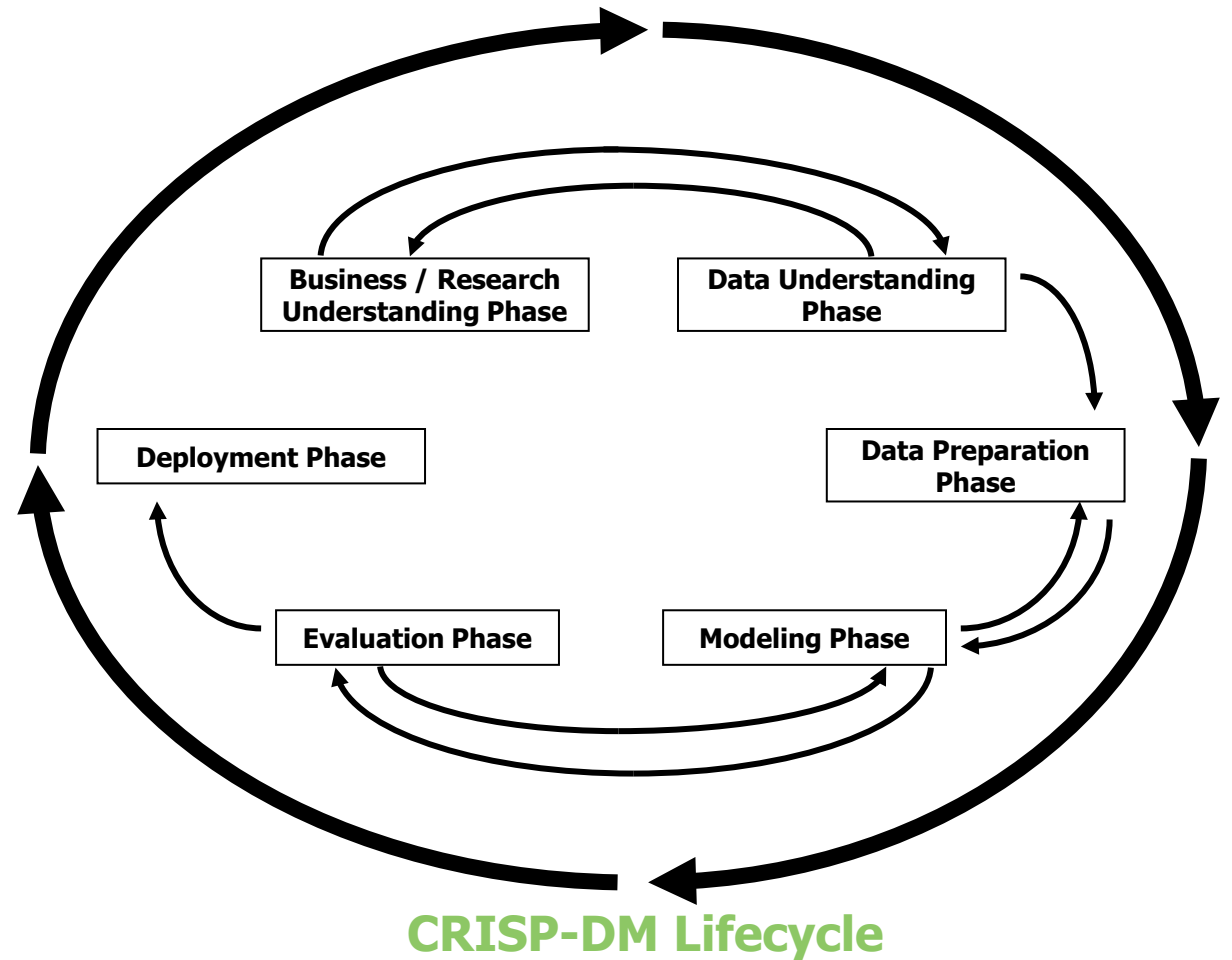 Business / Research
Understanding Phase
Data Understanding
Phase
Deployment Phase
Data Preparation
Phase
Evaluation Phase
Modeling Phase
CRISP-DM Lifecycle